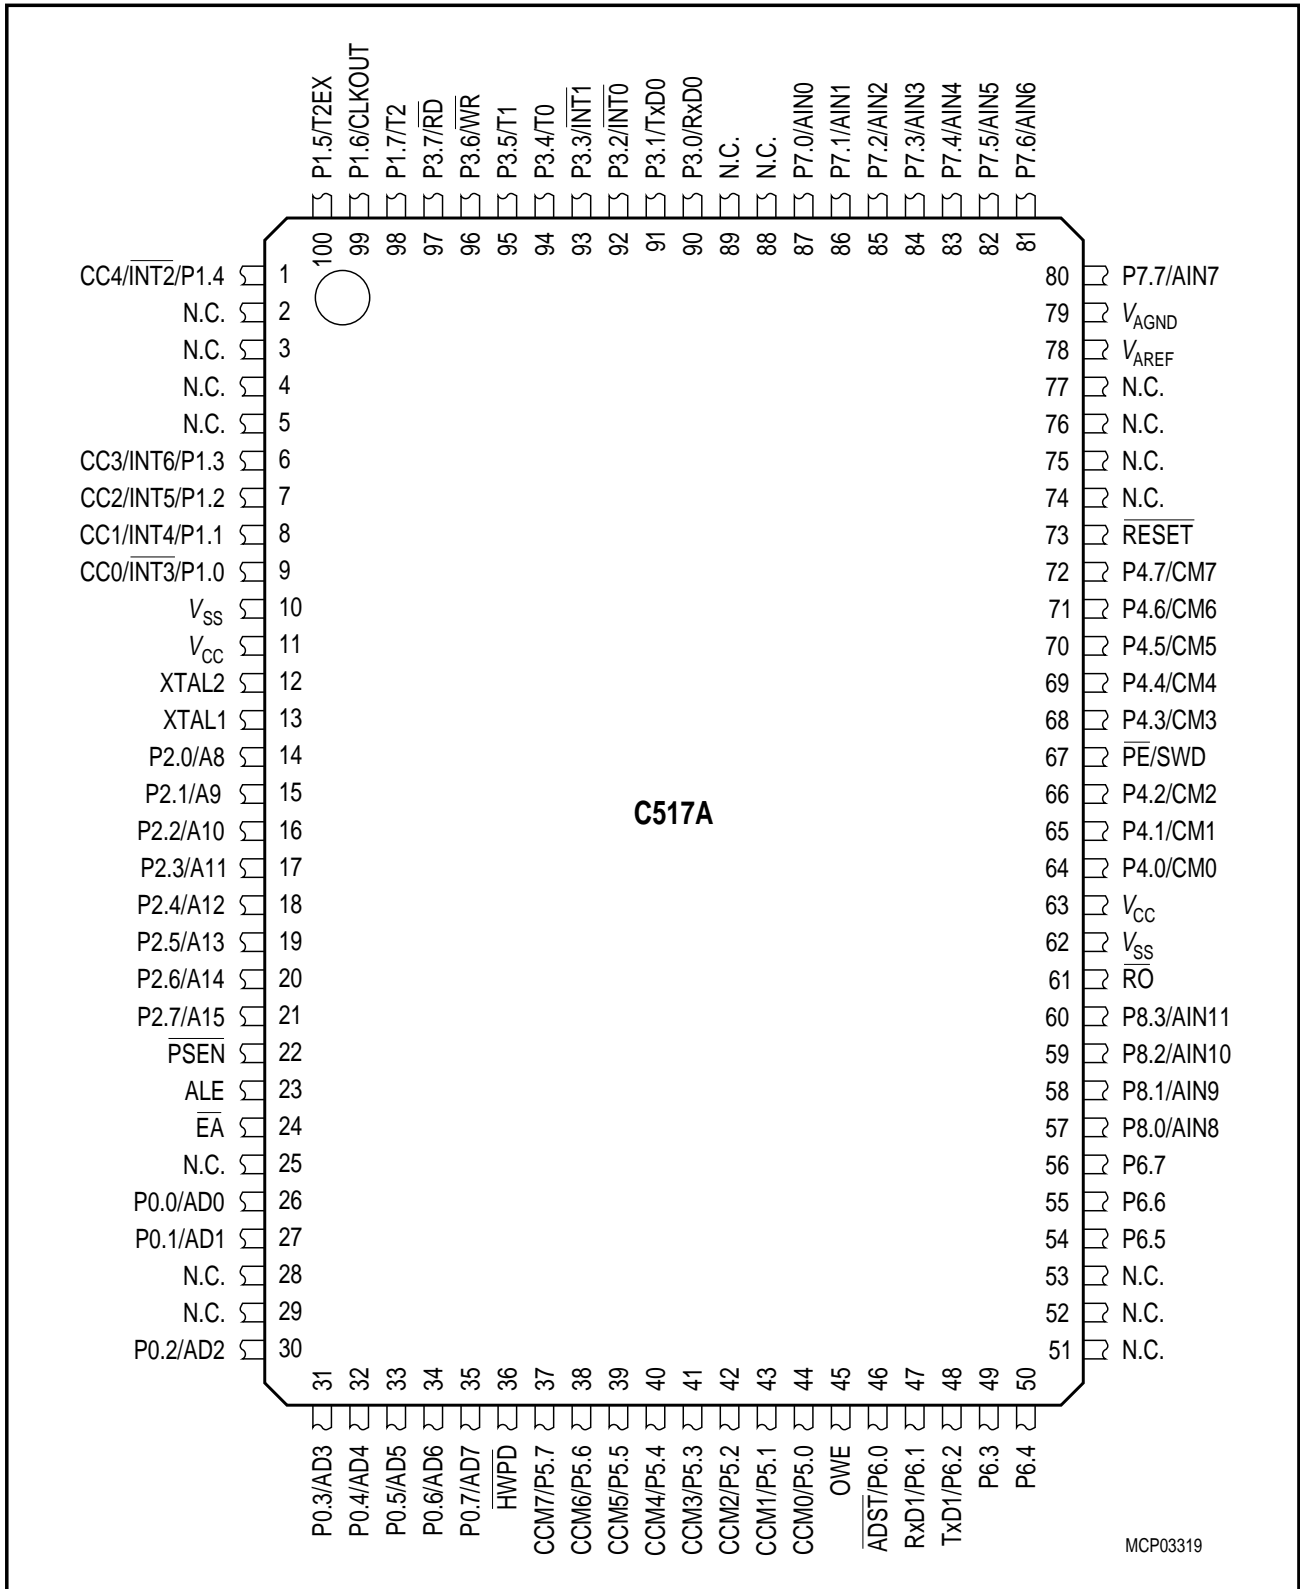 P1.5/T2EX
P1.6/CLKOUT
P1.7/T2
P3.7/R̅D̅
P3.6/W̅R̅
P3.5/T1
P3.4/T0
P3.3/I̅N̅T̅1̅
P3.2/I̅N̅T̅0̅
P3.1/TxD0
P3.0/RxD0
N.C.
N.C.
P7.0/AIN0
P7.1/AIN1
P7.2/AIN2
P7.3/AIN3
P7.4/AIN4
P7.5/AIN5
P7.6/AIN6
100
99
98
97
96
95
94
93
92
91
90
89
88
87
86
85
84
83
82
81
CC4/I̅N̅T̅2̅/P1.4 1
N.C. 2
N.C. 3
N.C. 4
N.C. 5
CC3/INT6/P1.3 6
CC2/INT5/P1.2 7
CC1/INT4/P1.1 8
CC0/I̅N̅T̅3̅/P1.0 9
VSS 10
VCC 11
XTAL2 12
XTAL1 13
P2.0/A8 14
P2.1/A9 15
P2.2/A10 16
P2.3/A11 17
P2.4/A12 18
P2.5/A13 19
P2.6/A14 20
P2.7/A15 21
P̅S̅E̅N̅ 22
ALE 23
E̅A̅ 24
N.C. 25
P0.0/AD0 26
P0.1/AD1 27
N.C. 28
N.C. 29
P0.2/AD2 30
C517A
80 P7.7/AIN7
79 VAGND
78 VAREF
77 N.C.
76 N.C.
75 N.C.
74 N.C.
73 R̅E̅S̅E̅T̅
72 P4.7/CM7
71 P4.6/CM6
70 P4.5/CM5
69 P4.4/CM4
68 P4.3/CM3
67 P̅E̅/SWD
66 P4.2/CM2
65 P4.1/CM1
64 P4.0/CM0
63 VCC
62 VSS
61 R̅O̅
60 P8.3/AIN11
59 P8.2/AIN10
58 P8.1/AIN9
57 P8.0/AIN8
56 P6.7
55 P6.6
54 P6.5
53 N.C.
52 N.C.
51 N.C.
31
32
33
34
35
36
37
38
39
40
41
42
43
44
45
46
47
48
49
50
P0.3/AD3
P0.4/AD4
P0.5/AD5
P0.6/AD6
P0.7/AD7
H̅W̅P̅D̅
CCM7/P5.7
CCM6/P5.6
CCM5/P5.5
CCM4/P5.4
CCM3/P5.3
CCM2/P5.2
CCM1/P5.1
CCM0/P5.0
OWE
A̅D̅S̅T̅/P6.0
RxD1/P6.1
TxD1/P6.2
P6.3
P6.4
MCP03319